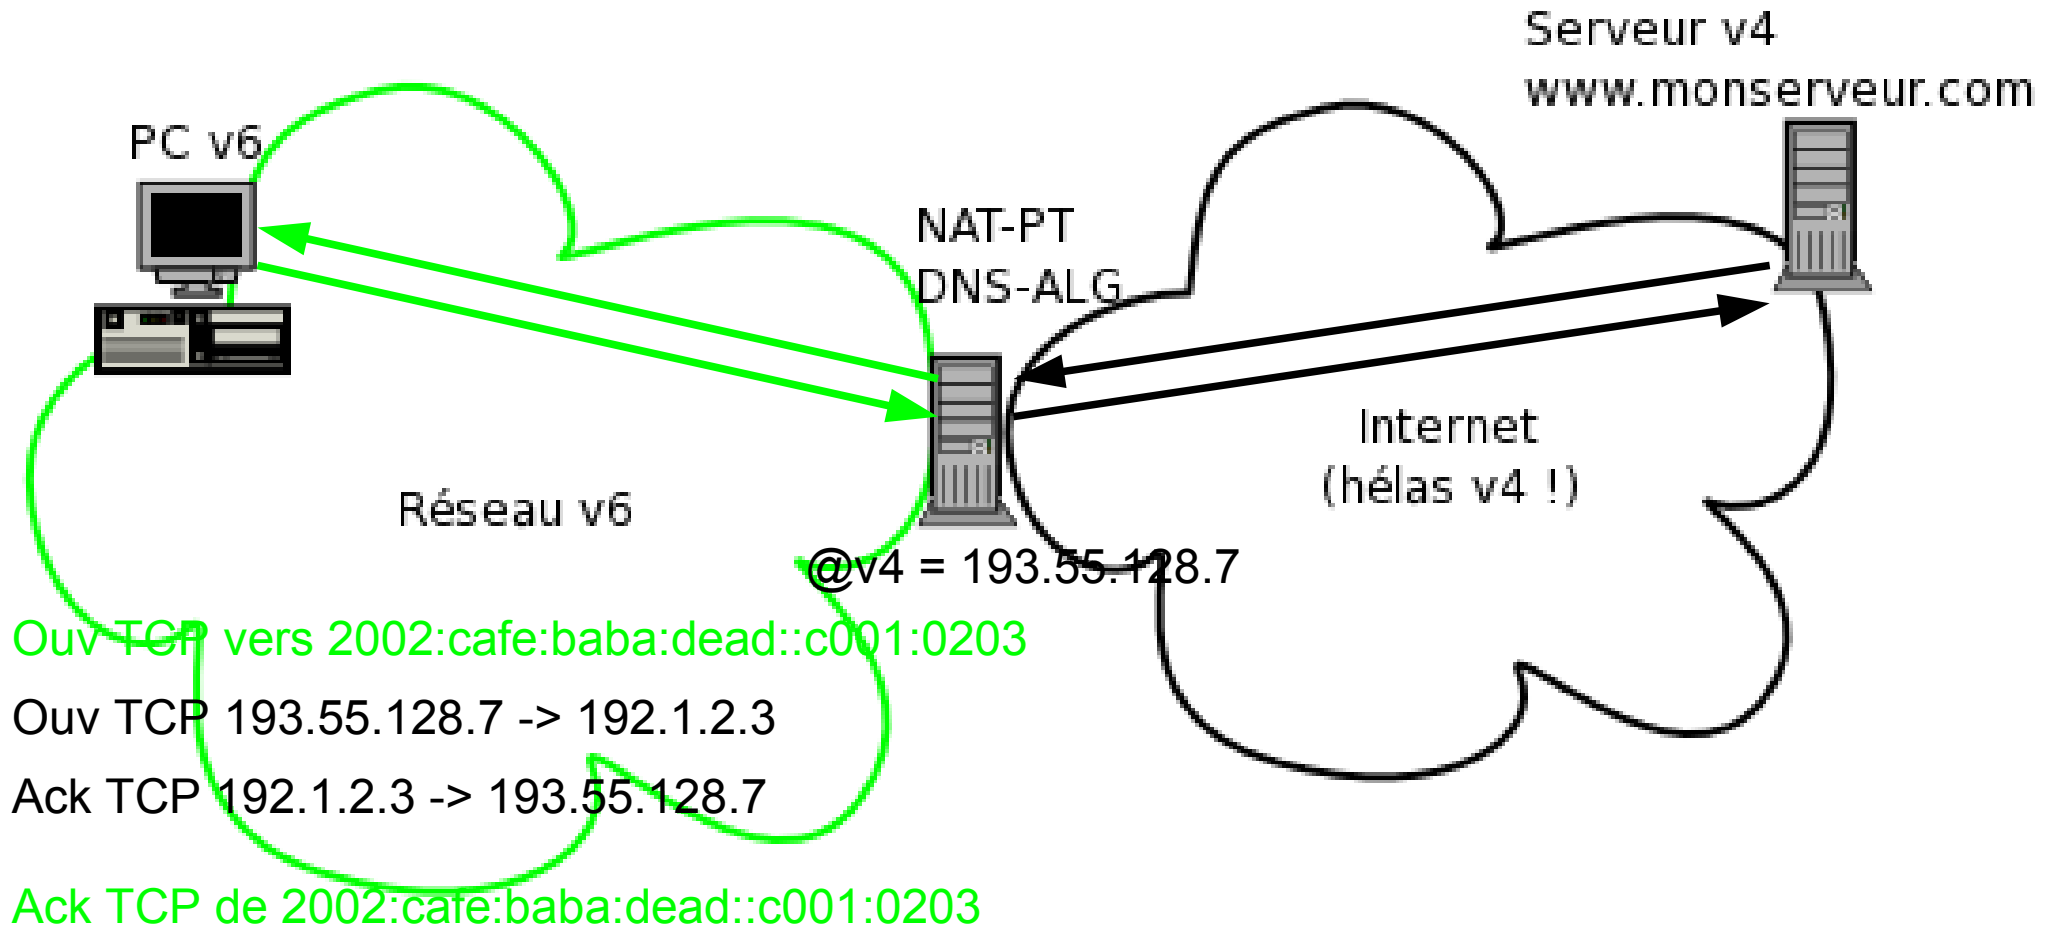 Serveur v4
www.monserveur.com
PC v6
NAT-PT
DNS-ALG
Internet
(hélas v4 !)
Réseau v6
@v4 = 193.55.128.7
Ouv TCP vers 2002:cafe:baba:dead::c001:0203
Ouv TCP 193.55.128.7 -> 192.1.2.3
Ack TCP 192.1.2.3 -> 193.55.128.7
Ack TCP de 2002:cafe:baba:dead::c001:0203